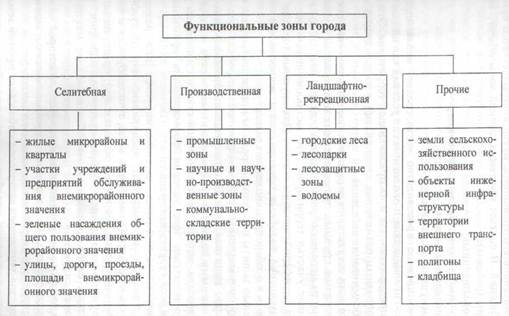 Функциональные зоны города
Селитебная
– жилые микрорайоны и
кварталы
– участки учреждений и
предприятий обслужива-
ния внемикрорайонного
значения
– зеленые насаждения об-
щего пользования внемик-
рорайонного значения
– улицы, дороги, проезды,
площади внемикрорай-
онного значения
Производственная
– промышленные
зоны
– научные и науч-
но-производст-
венные зоны
– коммунально-
складские терри-
тории
Ландшафтно-
рекреационная
– городские леса
– лесопарки
– лесозащитные
зоны
– водоемы
Прочие
– земли сельскохо-
зяйственного ис-
пользования
– объекты инже-
нерной инфра-
структуры
– территории
внешнего транс-
порта
– полигоны
– кладбища